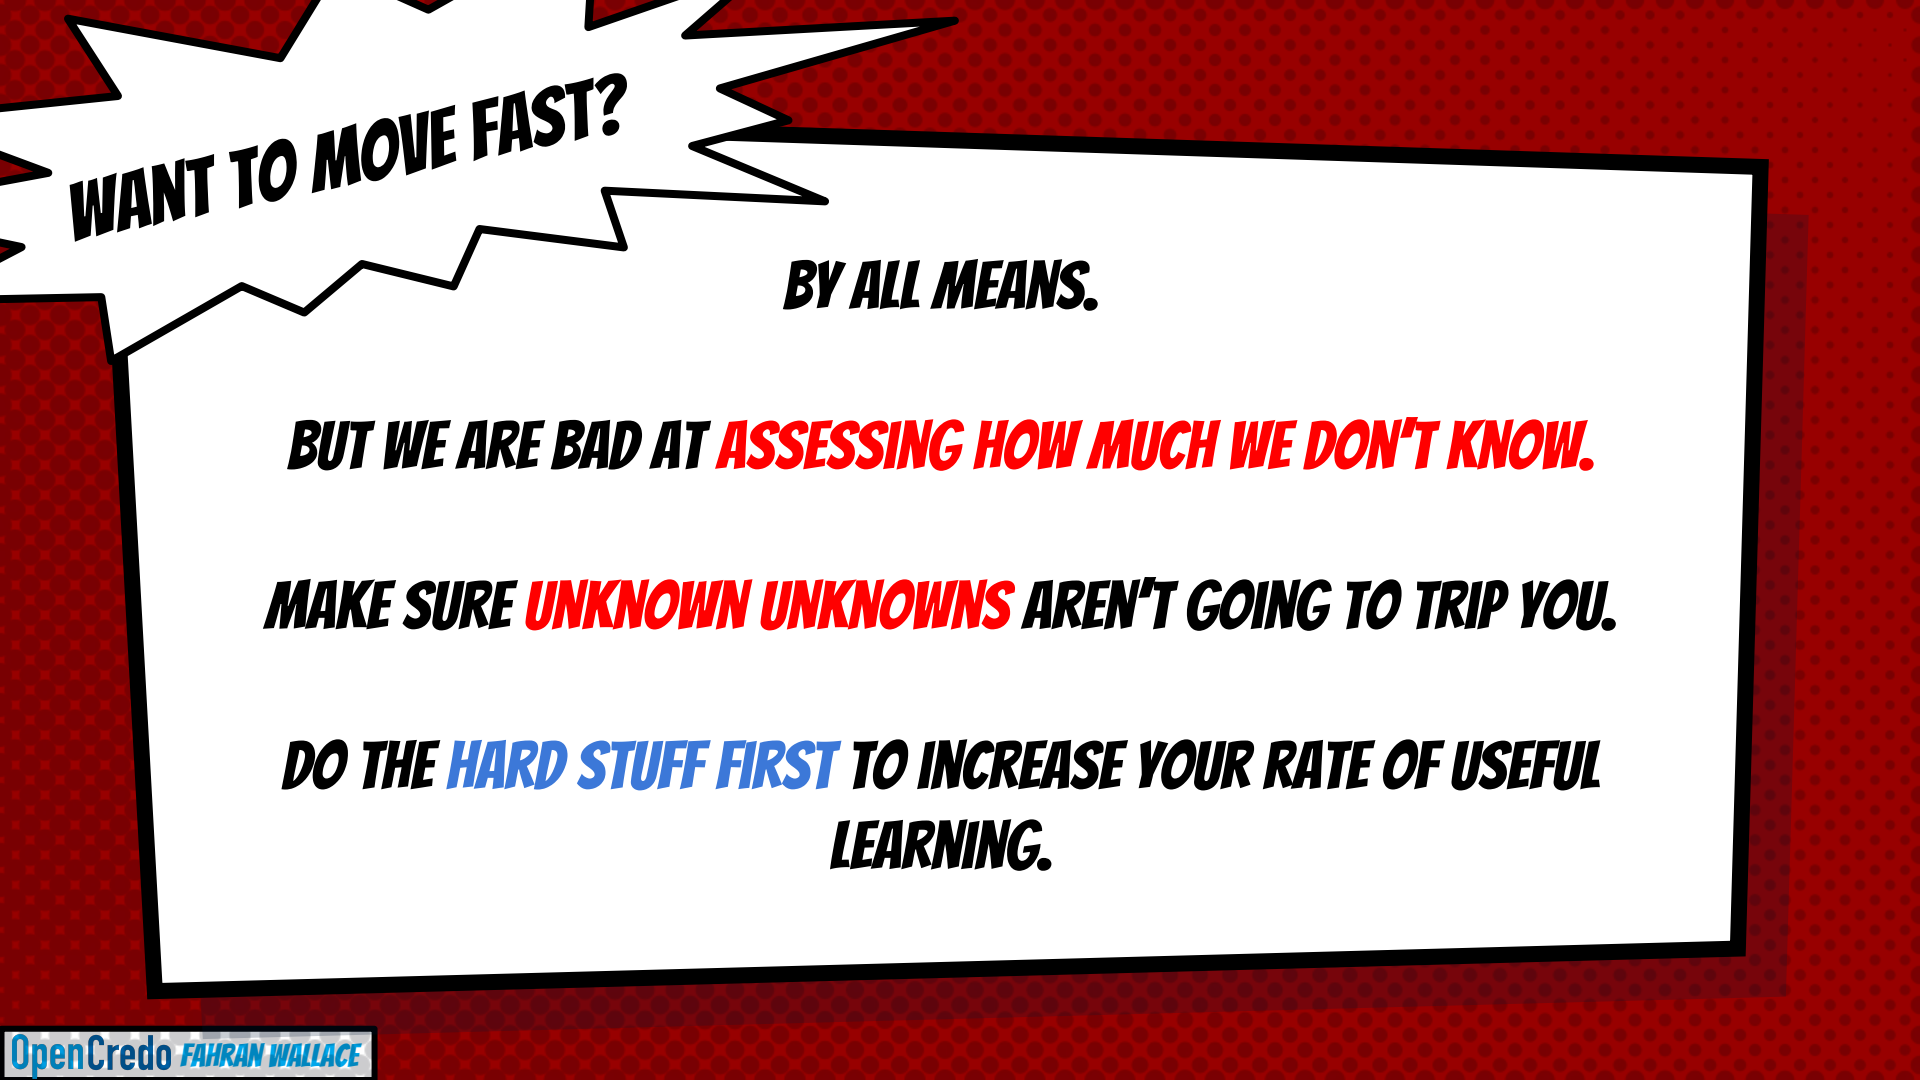 WANT TO MOVE FAST?
BY ALL MEANS.
BUT WE ARE BAD AT ASSESSING HOW MUCH WE DON'T KNOW.
MAKE SURE UNKNOWN UNKNOWNS AREN'T GOING TO TRIP YOU.
DO THE HARD STUFF FIRST TO INCREASE YOUR RATE OF USEFUL
LEARNING.
OpenCredo FAHRAN WALLACE